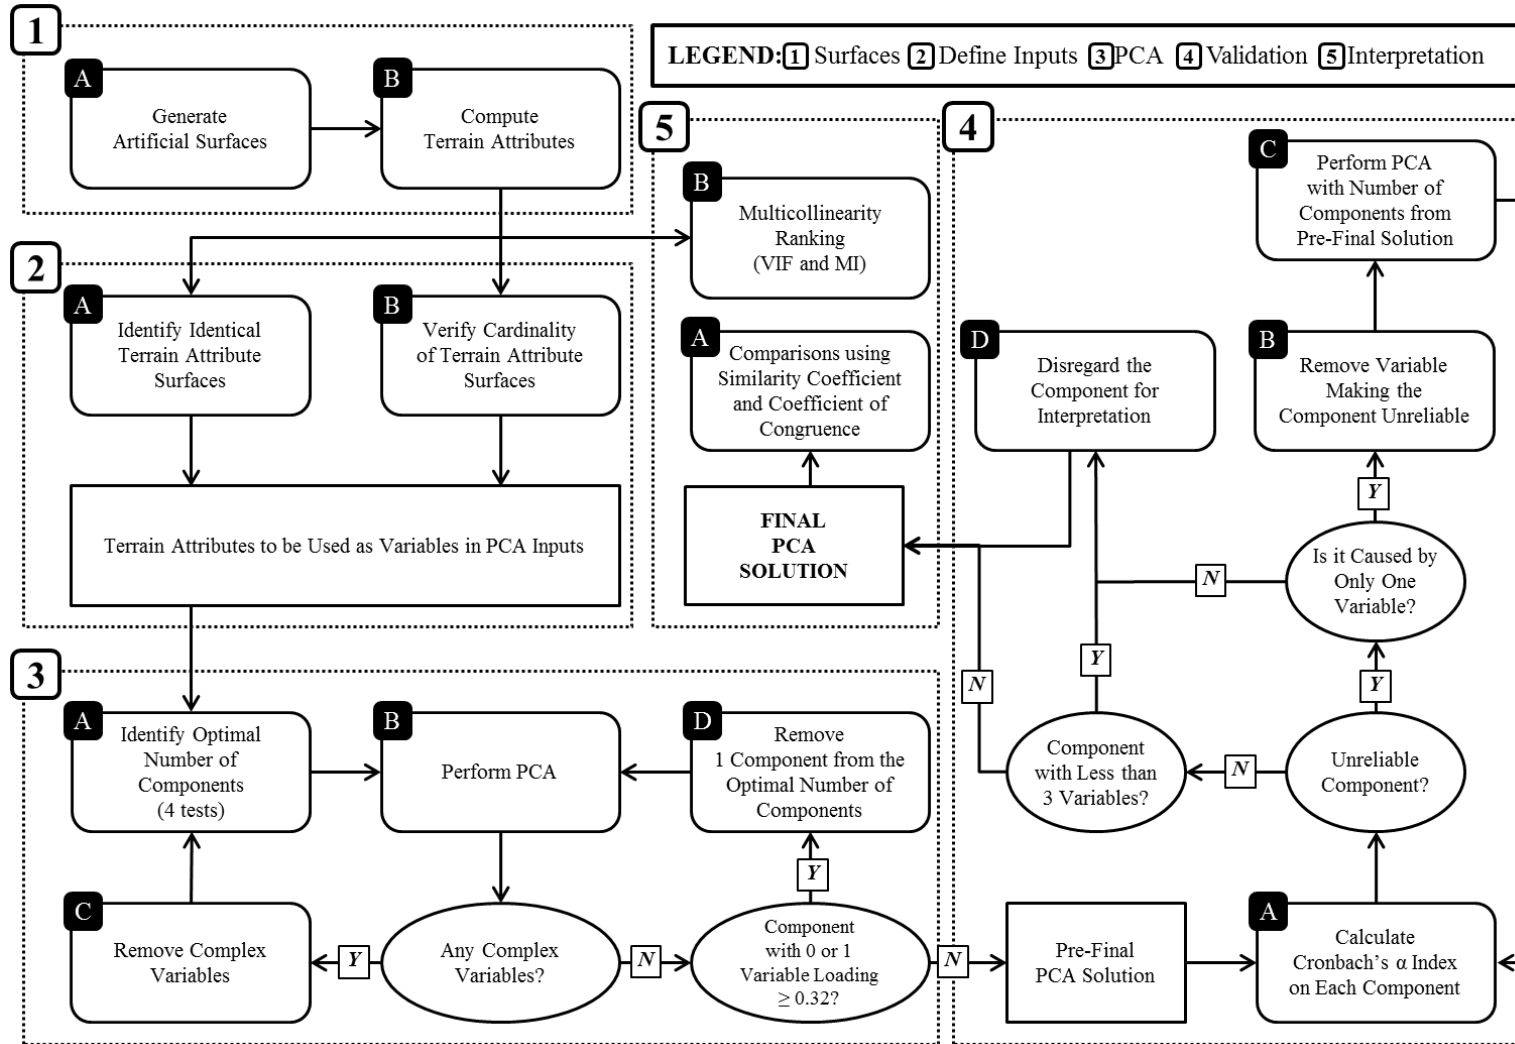 1
A
Generate
Artificial Surfaces
B
Compute
Terrain Attributes
LEGEND: 1 Surfaces 2 Define Inputs 3 PCA 4 Validation 5 Interpretation
2
A
Identify Identical
Terrain Attribute
Surfaces
B
Verify Cardinality
of Terrain Attribute
Surfaces
Terrain Attributes to be Used as Variables in PCA Inputs
5
B
Multicollinearity
Ranking
(VIF and MI)
A
Comparisons using
Similarity Coefficient
and Coefficient of
Congruence
FINAL
PCA
SOLUTION
3
A
Identify Optimal
Number of
Components
(4 tests)
B
Perform PCA
D
Remove
1 Component from the
Optimal Number of
Components
C
Remove Complex
Variables
Y
Any Complex
Variables?
N
Y
Component
with 0 or 1
Variable Loading
≥ 0.32?
N
4
C
Perform PCA
with Number of
Components from
Pre-Final Solution
D
Disregard the
Component for
Interpretation
B
Remove Variable
Making the
Component Unreliable
Y
Is it Caused by
Only One
Variable?
N
Y
Y
N
Component
with Less than
3 Variables?
N
Unreliable
Component?
Pre-Final
PCA Solution
A
Calculate
Cronbach's α Index
on Each Component